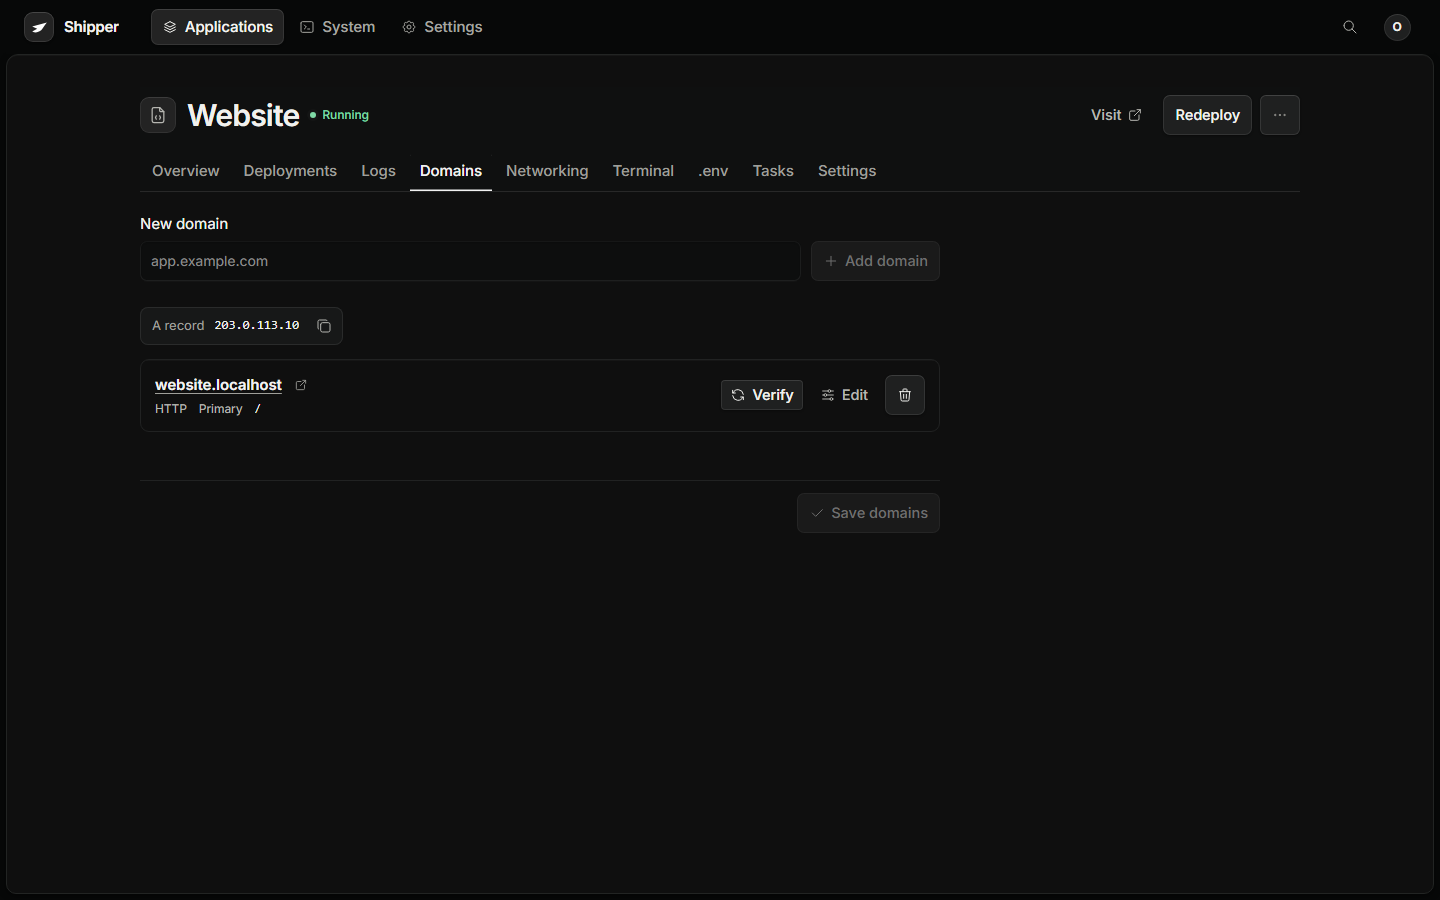 Shipper
Applications
System
Settings
O
Website
Running
Visit
Redeploy
Overview
Deployments
Logs
Domains
Networking
Terminal
.env
Tasks
Settings
New domain
app.example.com
Add domain
A record 203.0.113.10
website.localhost
HTTP Primary /
Verify
Edit
Save domains